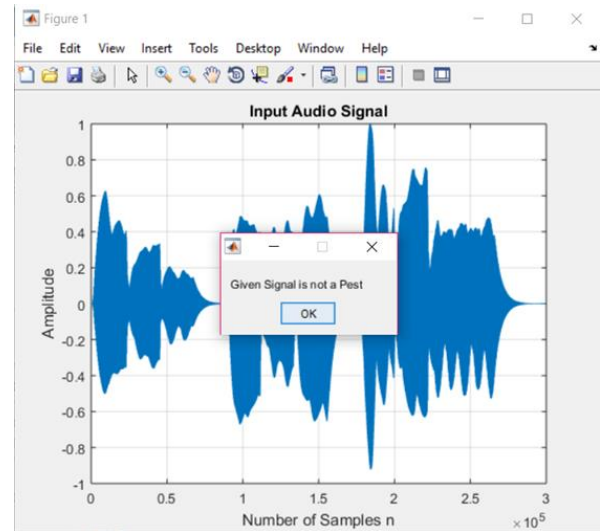 Figure 1
File Edit View Insert Tools Desktop Window Help
Input Audio Signal
1
0.8
0.6
0.4
0.2
0
-0.2
-0.4
-0.6
-0.8
-1
Amplitude
Given Signal is not a Pest
OK
0 0.5 1 1.5 2 2.5 3
Number of Samples n
×10⁵